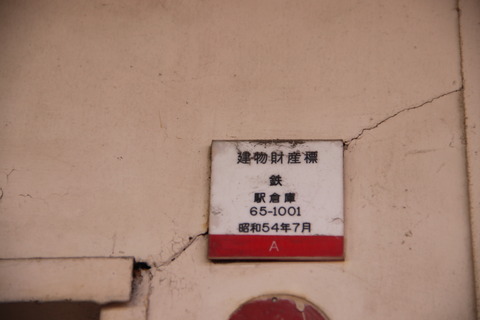 建物財産標
鉄
駅倉庫
65-1001
昭和54年7月
A